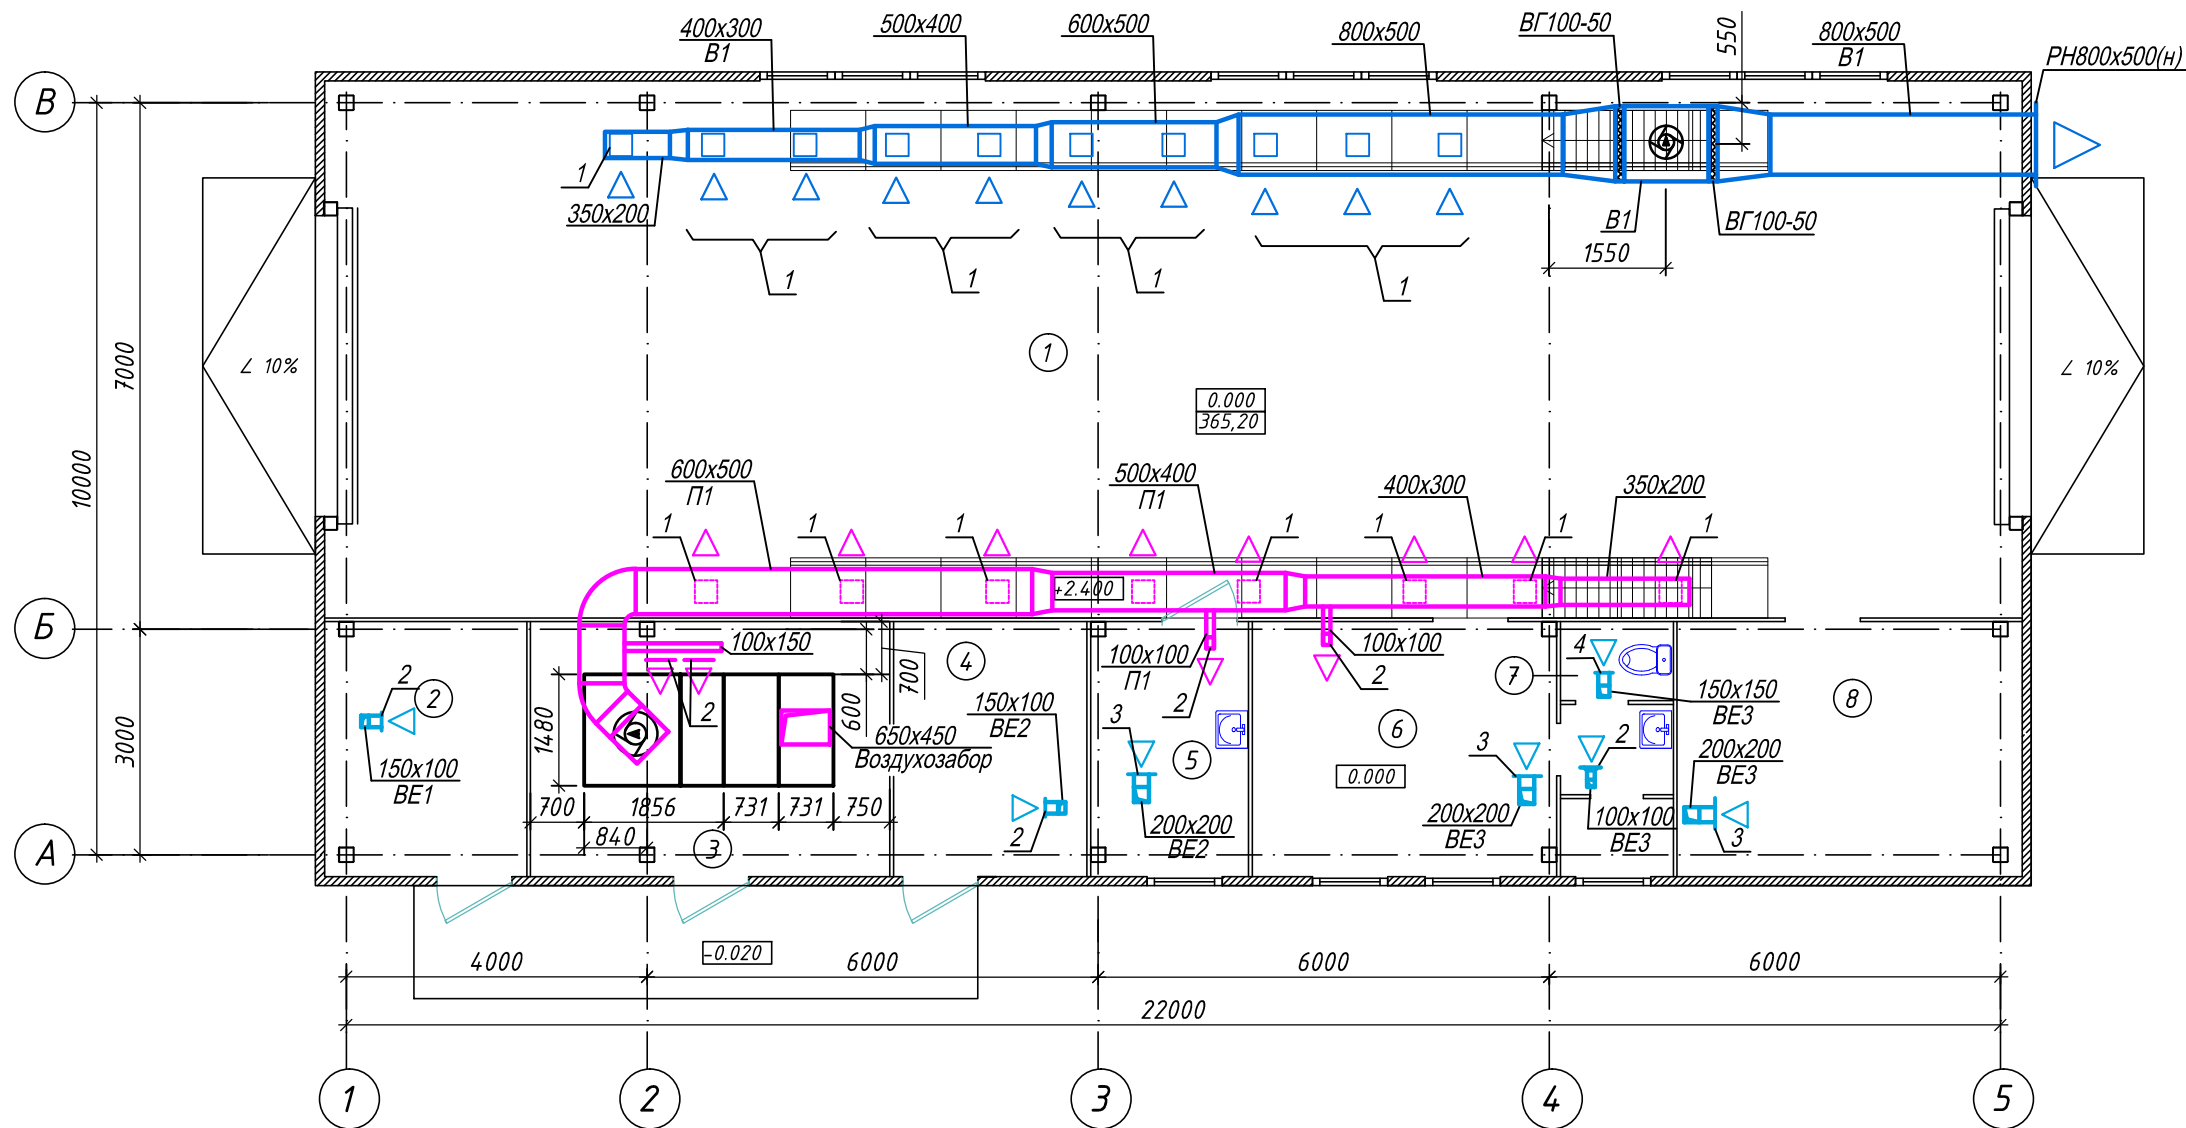 400x300
В1
500x400
600x500
800x500
ВГ100-50
550
800x500
В1
РН800x500(н)
В
1
350x200
В1
ВГ100-50
1550
1
1
1
1
7000
10000
∠ 10%
1
∠ 10%
0.000
365,20
600x500
П1
500x400
П1
400x300
350x200
1
1
1
1
1
1
1
+2.400
Б
100x150
4
700
100x100
П1
100x100
7
4
2
2
2
2
150x100
ВЕ2
150x150
ВЕ3
8
600
1480
2
3
650x450
Воздухозабор
6
3
2
200x200
ВЕ3
5
3000
150x100
ВЕ1
0.000
700
1856
731
731
750
840
3
2
200x200
ВЕ2
200x200
ВЕ3
100x100
ВЕ3
3
А
-0.020
4000
6000
6000
6000
22000
1
2
3
4
5